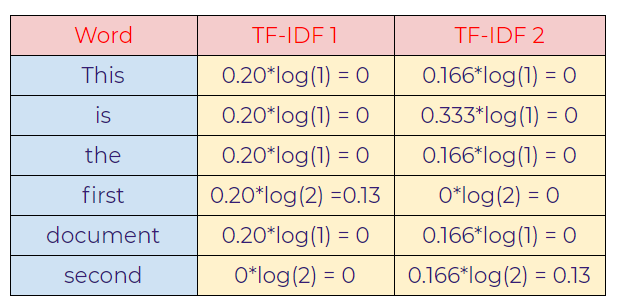 Word TF-IDF 1 TF-IDF 2
This 0.20*log(1) = 0 0.166*log(1) = 0
is 0.20*log(1) = 0 0.333*log(1) = 0
the 0.20*log(1) = 0 0.166*log(1) = 0
first 0.20*log(2) =0.13 0*log(2) = 0
document 0.20*log(1) = 0 0.166*log(1) = 0
second 0*log(2) = 0 0.166*log(2) = 0.13